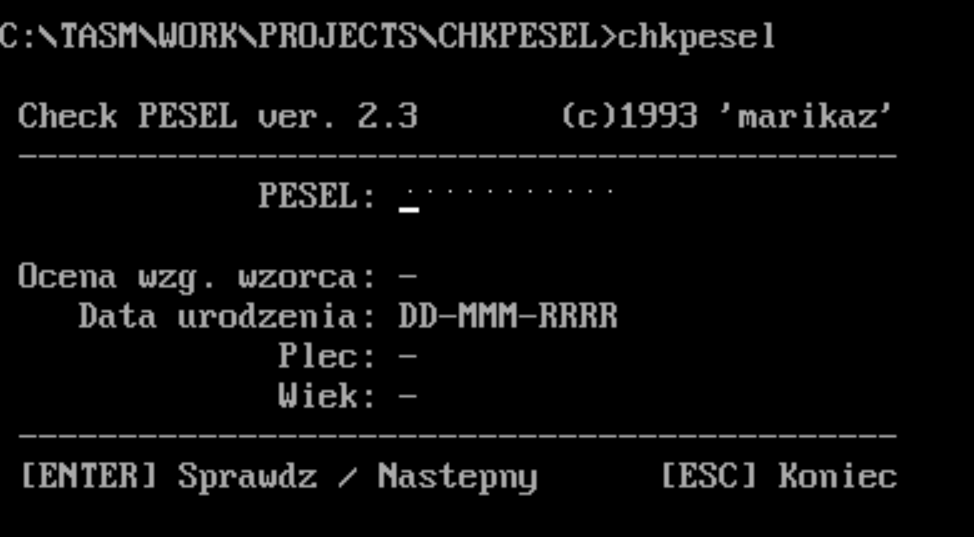 C:\TASM\WORK\PROJECTS\CHKPESEL>chkpesel
Check PESEL ver. 2.3 (c)1993 'marikaz'
--------------------------------------------
PESEL: ···········
Ocena wzg. wzorca: -
Data urodzenia: DD-MMM-RRRR
Plec: -
Wiek: -
--------------------------------------------
[ENTER] Sprawdz / Nastepny [ESC] Koniec